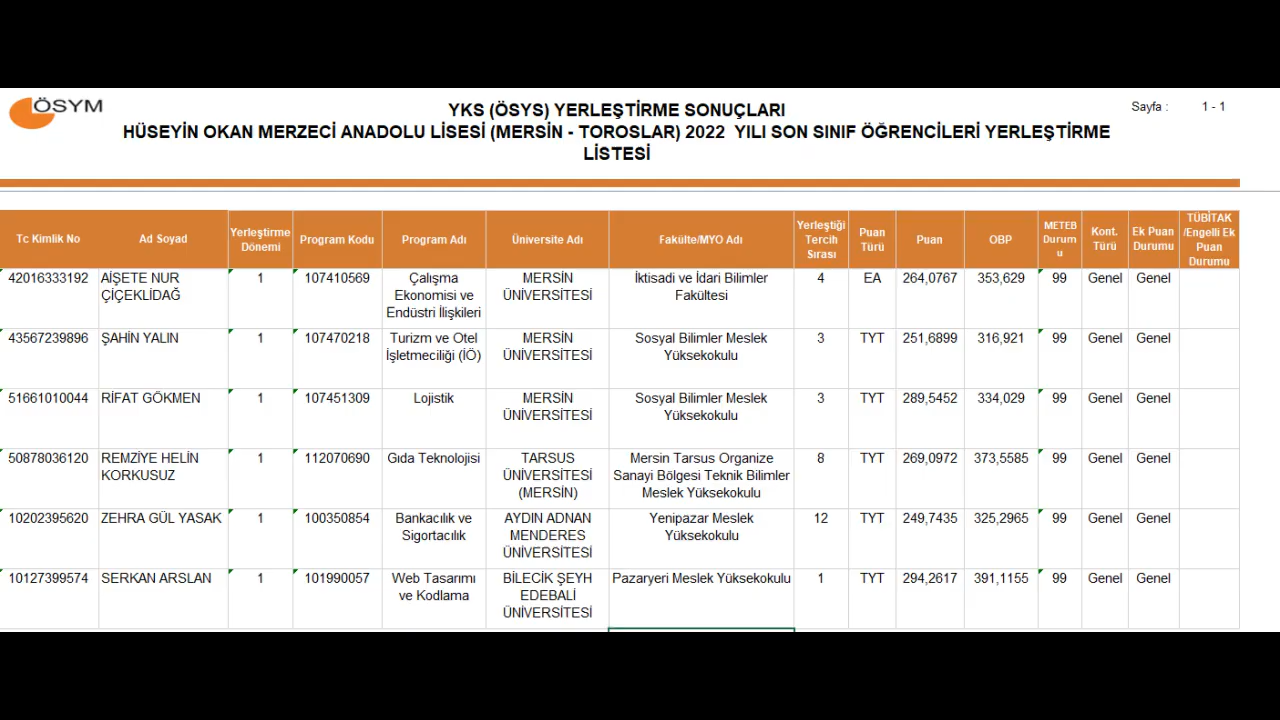 ÖSYM
YKS (ÖSYS) YERLEŞTİRME SONUÇLARI
Sayfa : 1 - 1
HÜSEYİN OKAN MERZECİ ANADOLU LİSESİ (MERSİN - TOROSLAR) 2022 YILI SON SINIF ÖĞRENCİLERİ YERLEŞTİRME
LİSTESİ
Tc Kimlik No Ad Soyad Yerleştirme Dönemi Program Kodu Program Adı Üniversite Adı Fakülte/MYO Adı Yerleştiği Tercih Sırası Puan Türü Puan OBP METEB Durum u Kont. Türü Ek Puan Durumu TÜBİTAK /Engelli Ek Puan Durumu
42016333192 AİŞETE NUR ÇİÇEKLİDAĞ 1 107410569 Çalışma Ekonomisi ve Endüstri İlişkileri MERSİN ÜNİVERSİTESİ İktisadi ve İdari Bilimler Fakültesi 4 EA 264,0767 353,629 99 Genel Genel
43567239896 ŞAHİN YALIN 1 107470218 Turizm ve Otel İşletmeciliği (İÖ) MERSİN ÜNİVERSİTESİ Sosyal Bilimler Meslek Yüksekokulu 3 TYT 251,6899 316,921 99 Genel Genel
51661010044 RİFAT GÖKMEN 1 107451309 Lojistik MERSİN ÜNİVERSİTESİ Sosyal Bilimler Meslek Yüksekokulu 3 TYT 289,5452 334,029 99 Genel Genel
50878036120 REMZİYE HELİN KORKUSUZ 1 112070690 Gıda Teknolojisi TARSUS ÜNİVERSİTESİ (MERSİN) Mersin Tarsus Organize Sanayi Bölgesi Teknik Bilimler Meslek Yüksekokulu 8 TYT 269,0972 373,5585 99 Genel Genel
10202395620 ZEHRA GÜL YASAK 1 100350854 Bankacılık ve Sigortacılık AYDIN ADNAN MENDERES ÜNİVERSİTESİ Yenipazar Meslek Yüksekokulu 12 TYT 249,7435 325,2965 99 Genel Genel
10127399574 SERKAN ARSLAN 1 101990057 Web Tasarımı ve Kodlama BİLECİK ŞEYH EDEBALİ ÜNİVERSİTESİ Pazaryeri Meslek Yüksekokulu 1 TYT 294,2617 391,1155 99 Genel Genel